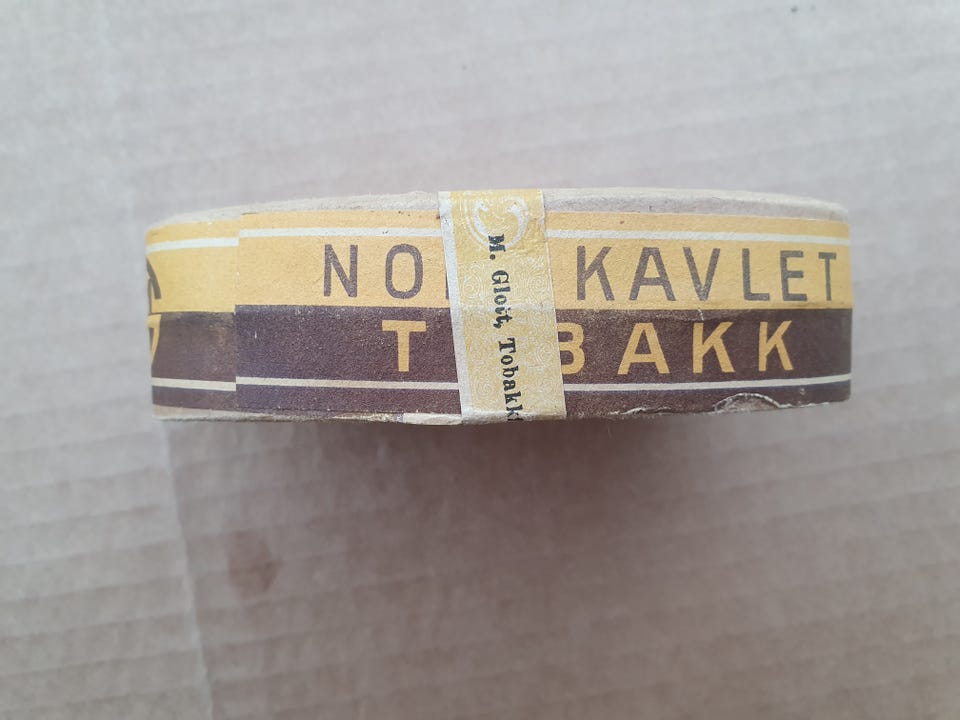 NO KAVLET
T BAKK
M. Gloit, Tobakk